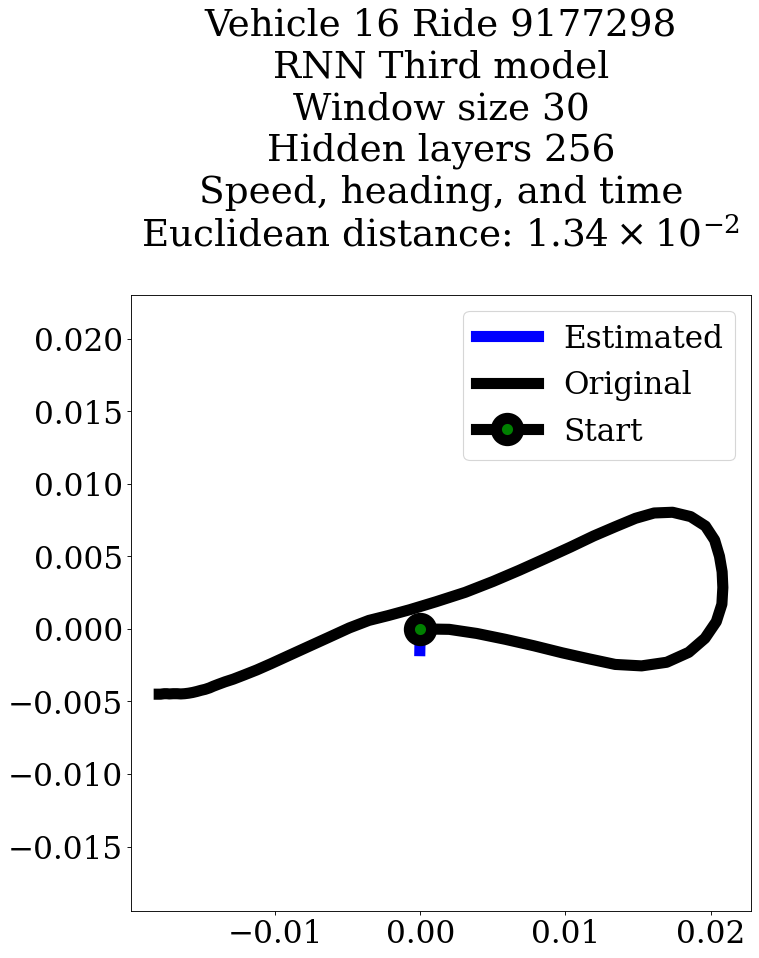 Vehicle 16 Ride 9177298
RNN Third model
Window size 30
Hidden layers 256
Speed, heading, and time
Euclidean distance: 1.34 × 10⁻²
Estimated
Original
Start
0.020
0.015
0.010
0.005
0.000
−0.005
−0.010
−0.015
−0.01 0.00 0.01 0.02